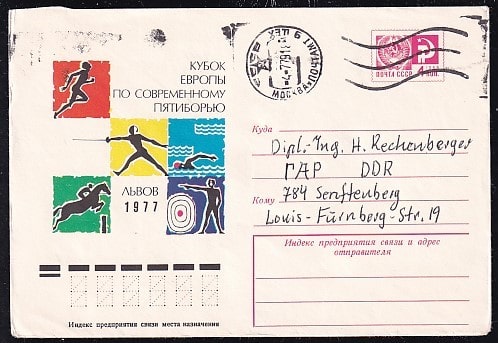 КУБОК
ЕВРОПЫ
ПО СОВРЕМЕННОМУ
ПЯТИБОРЬЮ
ЛЬВОВ
1977
ПОЧТА СССР
4 КОП.
МОСКВА
Куда
Dipl.-Ing. H. Rechenberger
ГДР DDR
Кому
784 Senftenberg
Louis-Fürnberg-Str. 19
Индекс предприятия связи и адрес
отправителя
Индекс предприятия связи места назначения